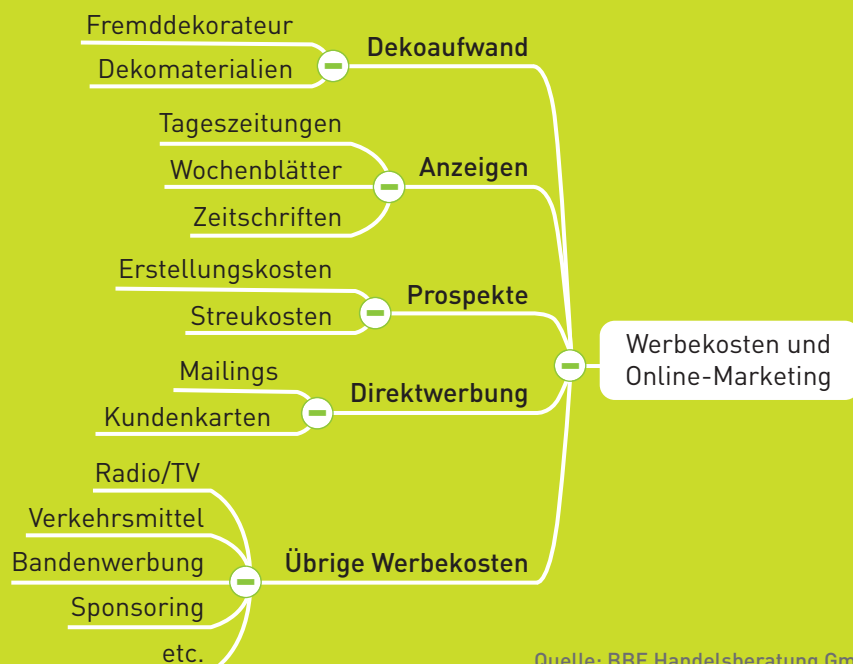 Fremddekorateur
Dekomaterialien
Dekoaufwand
Tageszeitungen
Wochenblätter
Zeitschriften
Anzeigen
Erstellungskosten
Streukosten
Prospekte
Mailings
Kundenkarten
Direktwerbung
Radio/TV
Verkehrsmittel
Bandenwerbung
Sponsoring
etc.
Übrige Werbekosten
Werbekosten und
Online-Marketing
Quelle: BBE Handelsberatung Gm